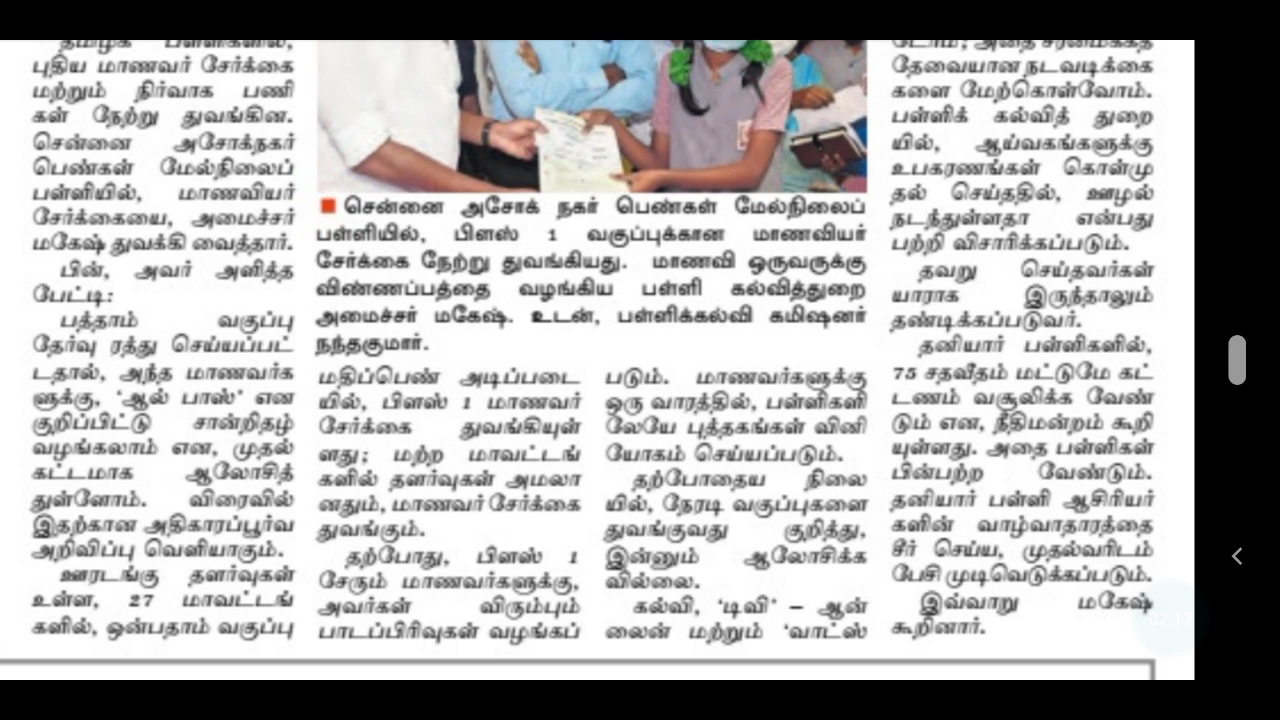 தமிழக பள்ளிகளில்,
புதிய மாணவர் சேர்க்கை
மற்றும் நிர்வாக பணி
கள் நேற்று துவங்கின.
சென்னை அசோக்நகர்
பெண்கள் மேல்நிலைப்
பள்ளியில், மாணவியர்
சேர்க்கையை, அமைச்சர்
மகேஷ் துவக்கி வைத்தார்.
பின், அவர் அளித்த
பேட்டி:
பத்தாம் வகுப்பு
தேர்வு ரத்து செய்யப்பட்
டதால், அந்த மாணவர்க
ளுக்கு, 'ஆல் பாஸ்' என
குறிப்பிட்டு சான்றிதழ்
வழங்கலாம் என, முதல்
கட்டமாக ஆலோசித்
துள்ளோம். விரைவில்
இதற்கான அதிகாரப்பூர்வ
அறிவிப்பு வெளியாகும்.
ஊரடங்கு தளர்வுகள்
உள்ள, 27 மாவட்டங்
களில், ஒன்பதாம் வகுப்பு
சென்னை அசோக் நகர் பெண்கள் மேல்நிலைப்
பள்ளியில், பிளஸ் 1 வகுப்புக்கான மாணவியர்
சேர்க்கை நேற்று துவங்கியது. மாணவி ஒருவருக்கு
விண்ணப்பத்தை வழங்கிய பள்ளி கல்வித்துறை
அமைச்சர் மகேஷ். உடன், பள்ளிக்கல்வி கமிஷனர்
நந்தகுமார்.
மதிப்பெண் அடிப்படை
யில், பிளஸ் 1 மாணவர்
சேர்க்கை துவங்கியுள்
ளது; மற்ற மாவட்டங்
களில் தளர்வுகள் அமலா
னதும், மாணவர் சேர்க்கை
துவங்கும்.
தற்போது, பிளஸ் 1
சேரும் மாணவர்களுக்கு,
அவர்கள் விரும்பும்
பாடப்பிரிவுகள் வழங்கப்
படும். மாணவர்களுக்கு
ஒரு வாரத்தில், பள்ளிகளி
லேயே புத்தகங்கள் வினி
யோகம் செய்யப்படும்.
தற்போதைய நிலை
யில், நேரடி வகுப்புகளை
துவங்குவது குறித்து,
இன்னும் ஆலோசிக்க
வில்லை.
கல்வி, 'டிவி' – ஆன்
லைன் மற்றும் 'வாட்ஸ்
டோம்; அதை சீரமைக்கத்
தேவையான நடவடிக்கை
களை மேற்கொள்வோம்.
பள்ளிக் கல்வித் துறை
யில், ஆய்வகங்களுக்கு
உபகரணங்கள் கொள்மு
தல் செய்ததில், ஊழல்
நடந்துள்ளதா என்பது
பற்றி விசாரிக்கப்படும்.
தவறு செய்தவர்கள்
யாராக இருந்தாலும்
தண்டிக்கப்படுவர்.
தனியார் பள்ளிகளில்,
75 சதவீதம் மட்டுமே கட்
டணம் வசூலிக்க வேண்
டும் என, நீதிமன்றம் கூறி
யுள்ளது. அதை பள்ளிகள்
பின்பற்ற வேண்டும்.
தனியார் பள்ளி ஆசிரியர்
களின் வாழ்வாதாரத்தை
சீர் செய்ய, முதல்வரிடம்
பேசி முடிவெடுக்கப்படும்.
இவ்வாறு மகேஷ்
கூறினார்.
02:12